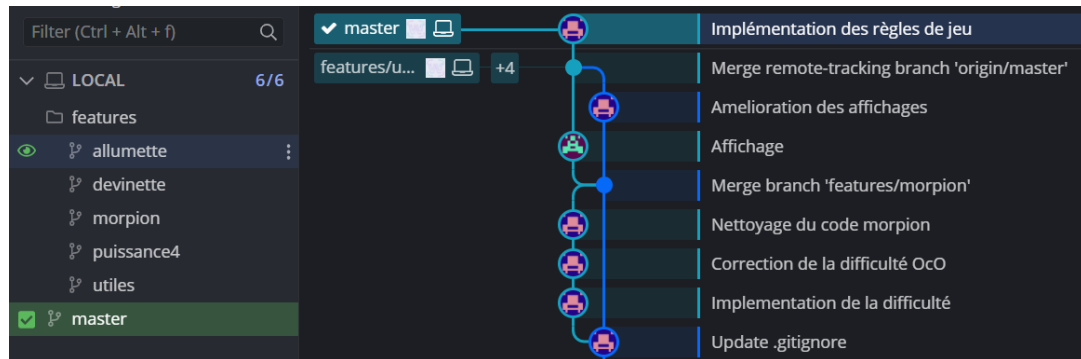 Filter (Ctrl + Alt + f)
LOCAL 6/6
features
allumette
devinette
morpion
puissance4
utiles
master
master
features/u... +4
Implémentation des règles de jeu
Merge remote-tracking branch 'origin/master'
Amelioration des affichages
Affichage
Merge branch 'features/morpion'
Nettoyage du code morpion
Correction de la difficulté OcO
Implementation de la difficulté
Update .gitignore